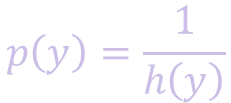 p(y) = 1/h(y)